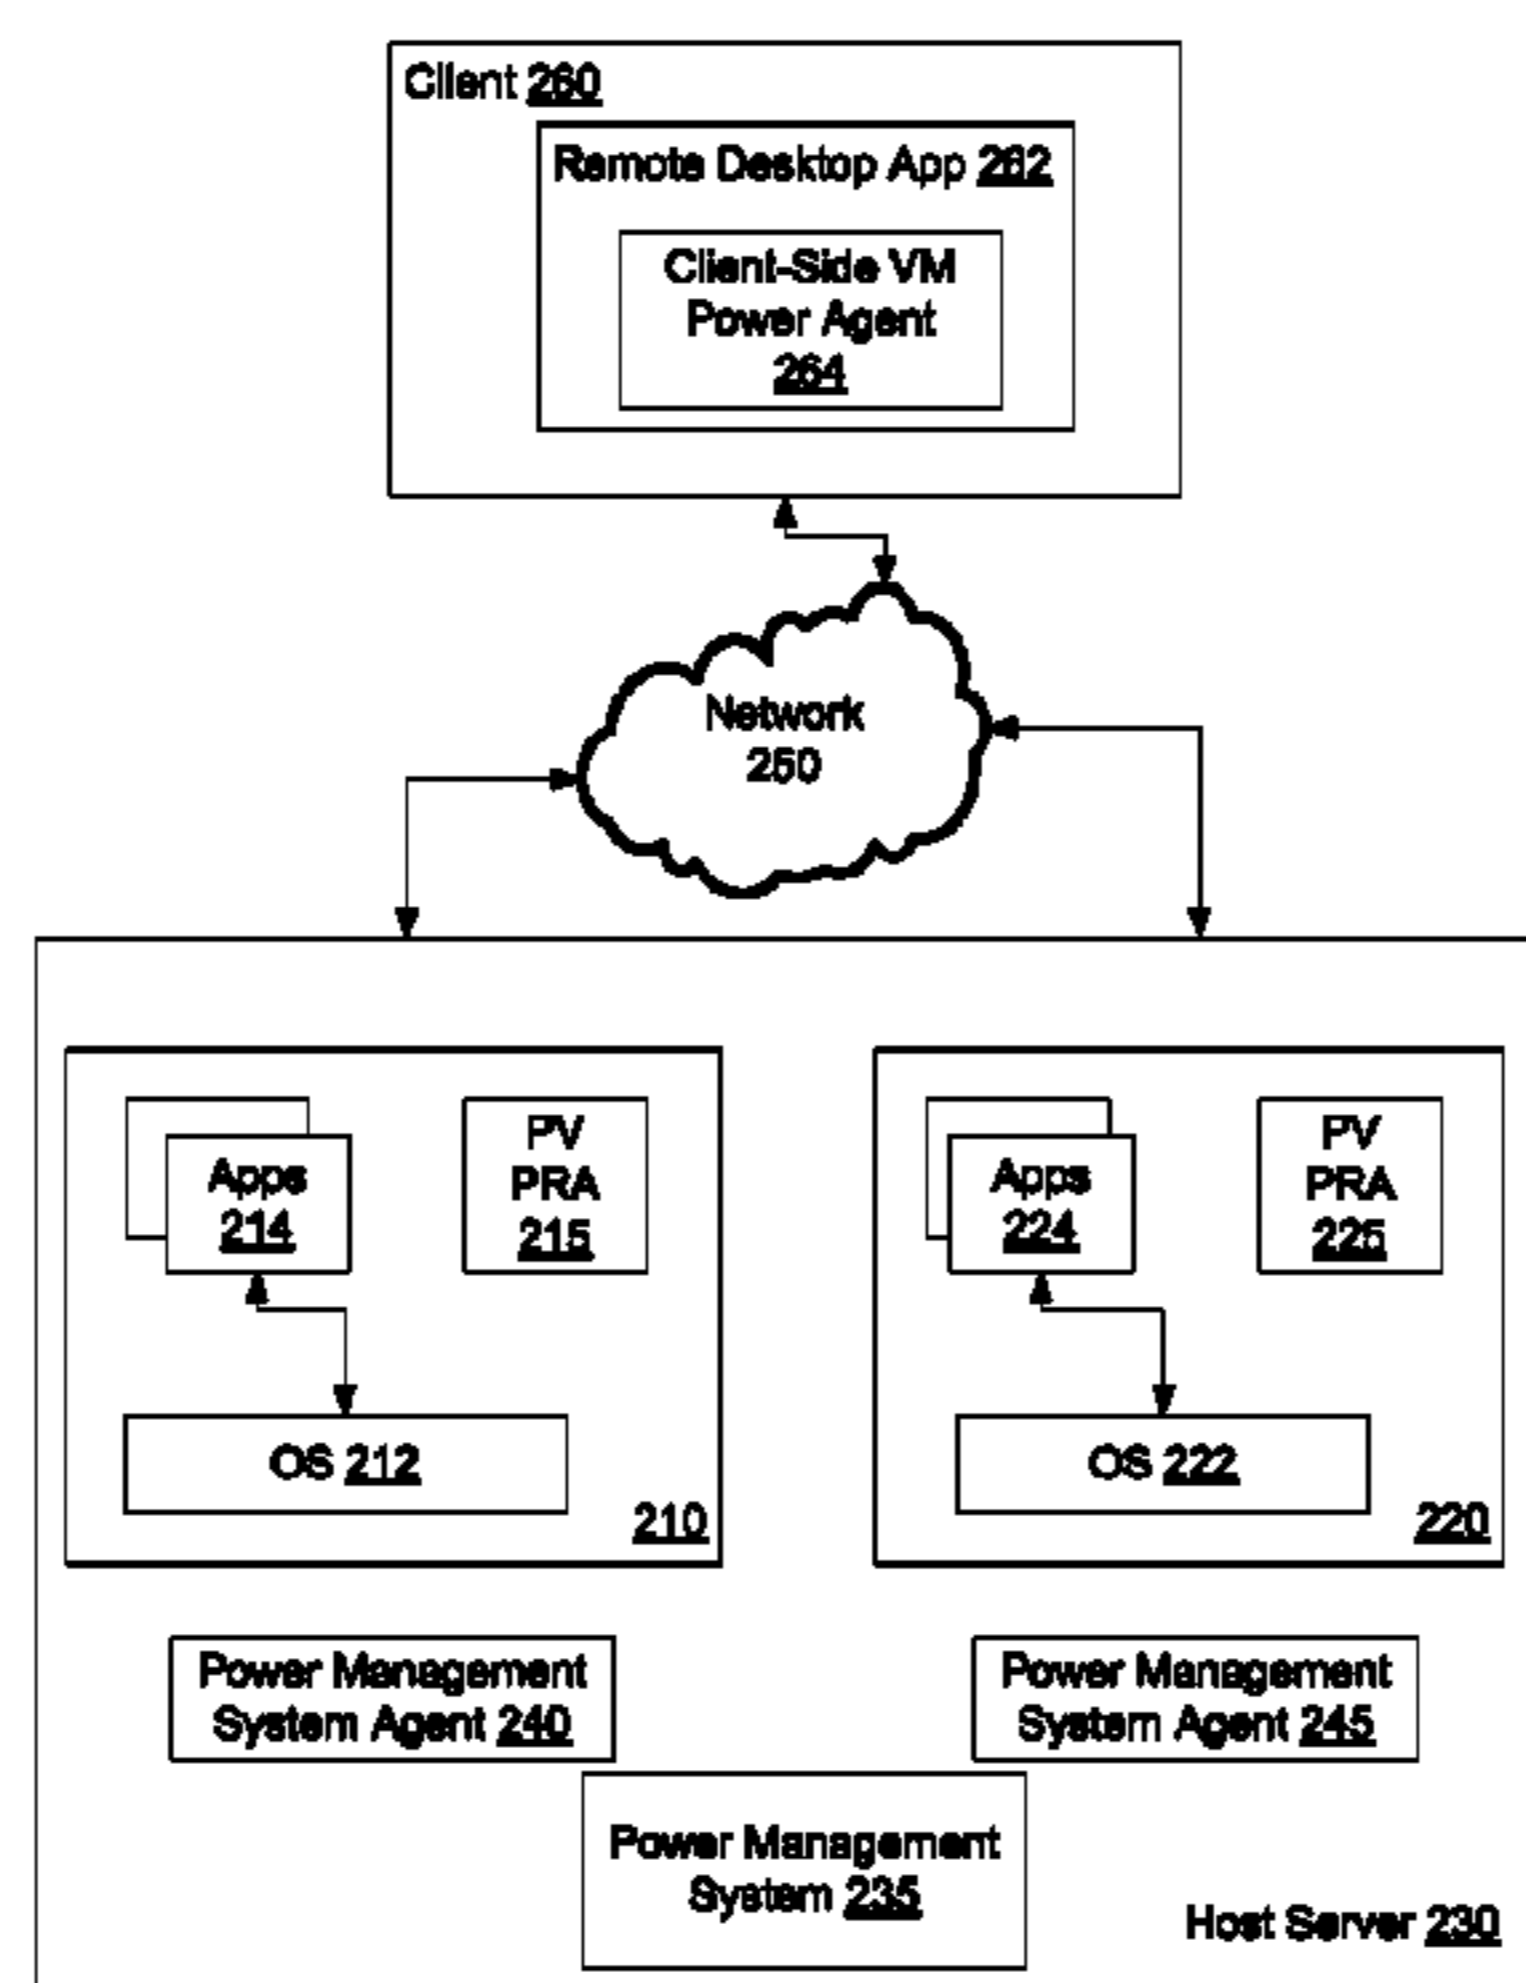 Client 260
Remote Desktop App 262
Client-Side VM
Power Agent
264
Network
250
Apps
214
PV
PRA
215
OS 212
210
Apps
224
PV
PRA
225
OS 222
220
Power Management
System Agent 240
Power Management
System Agent 245
Power Management
System 235
Host Server 230